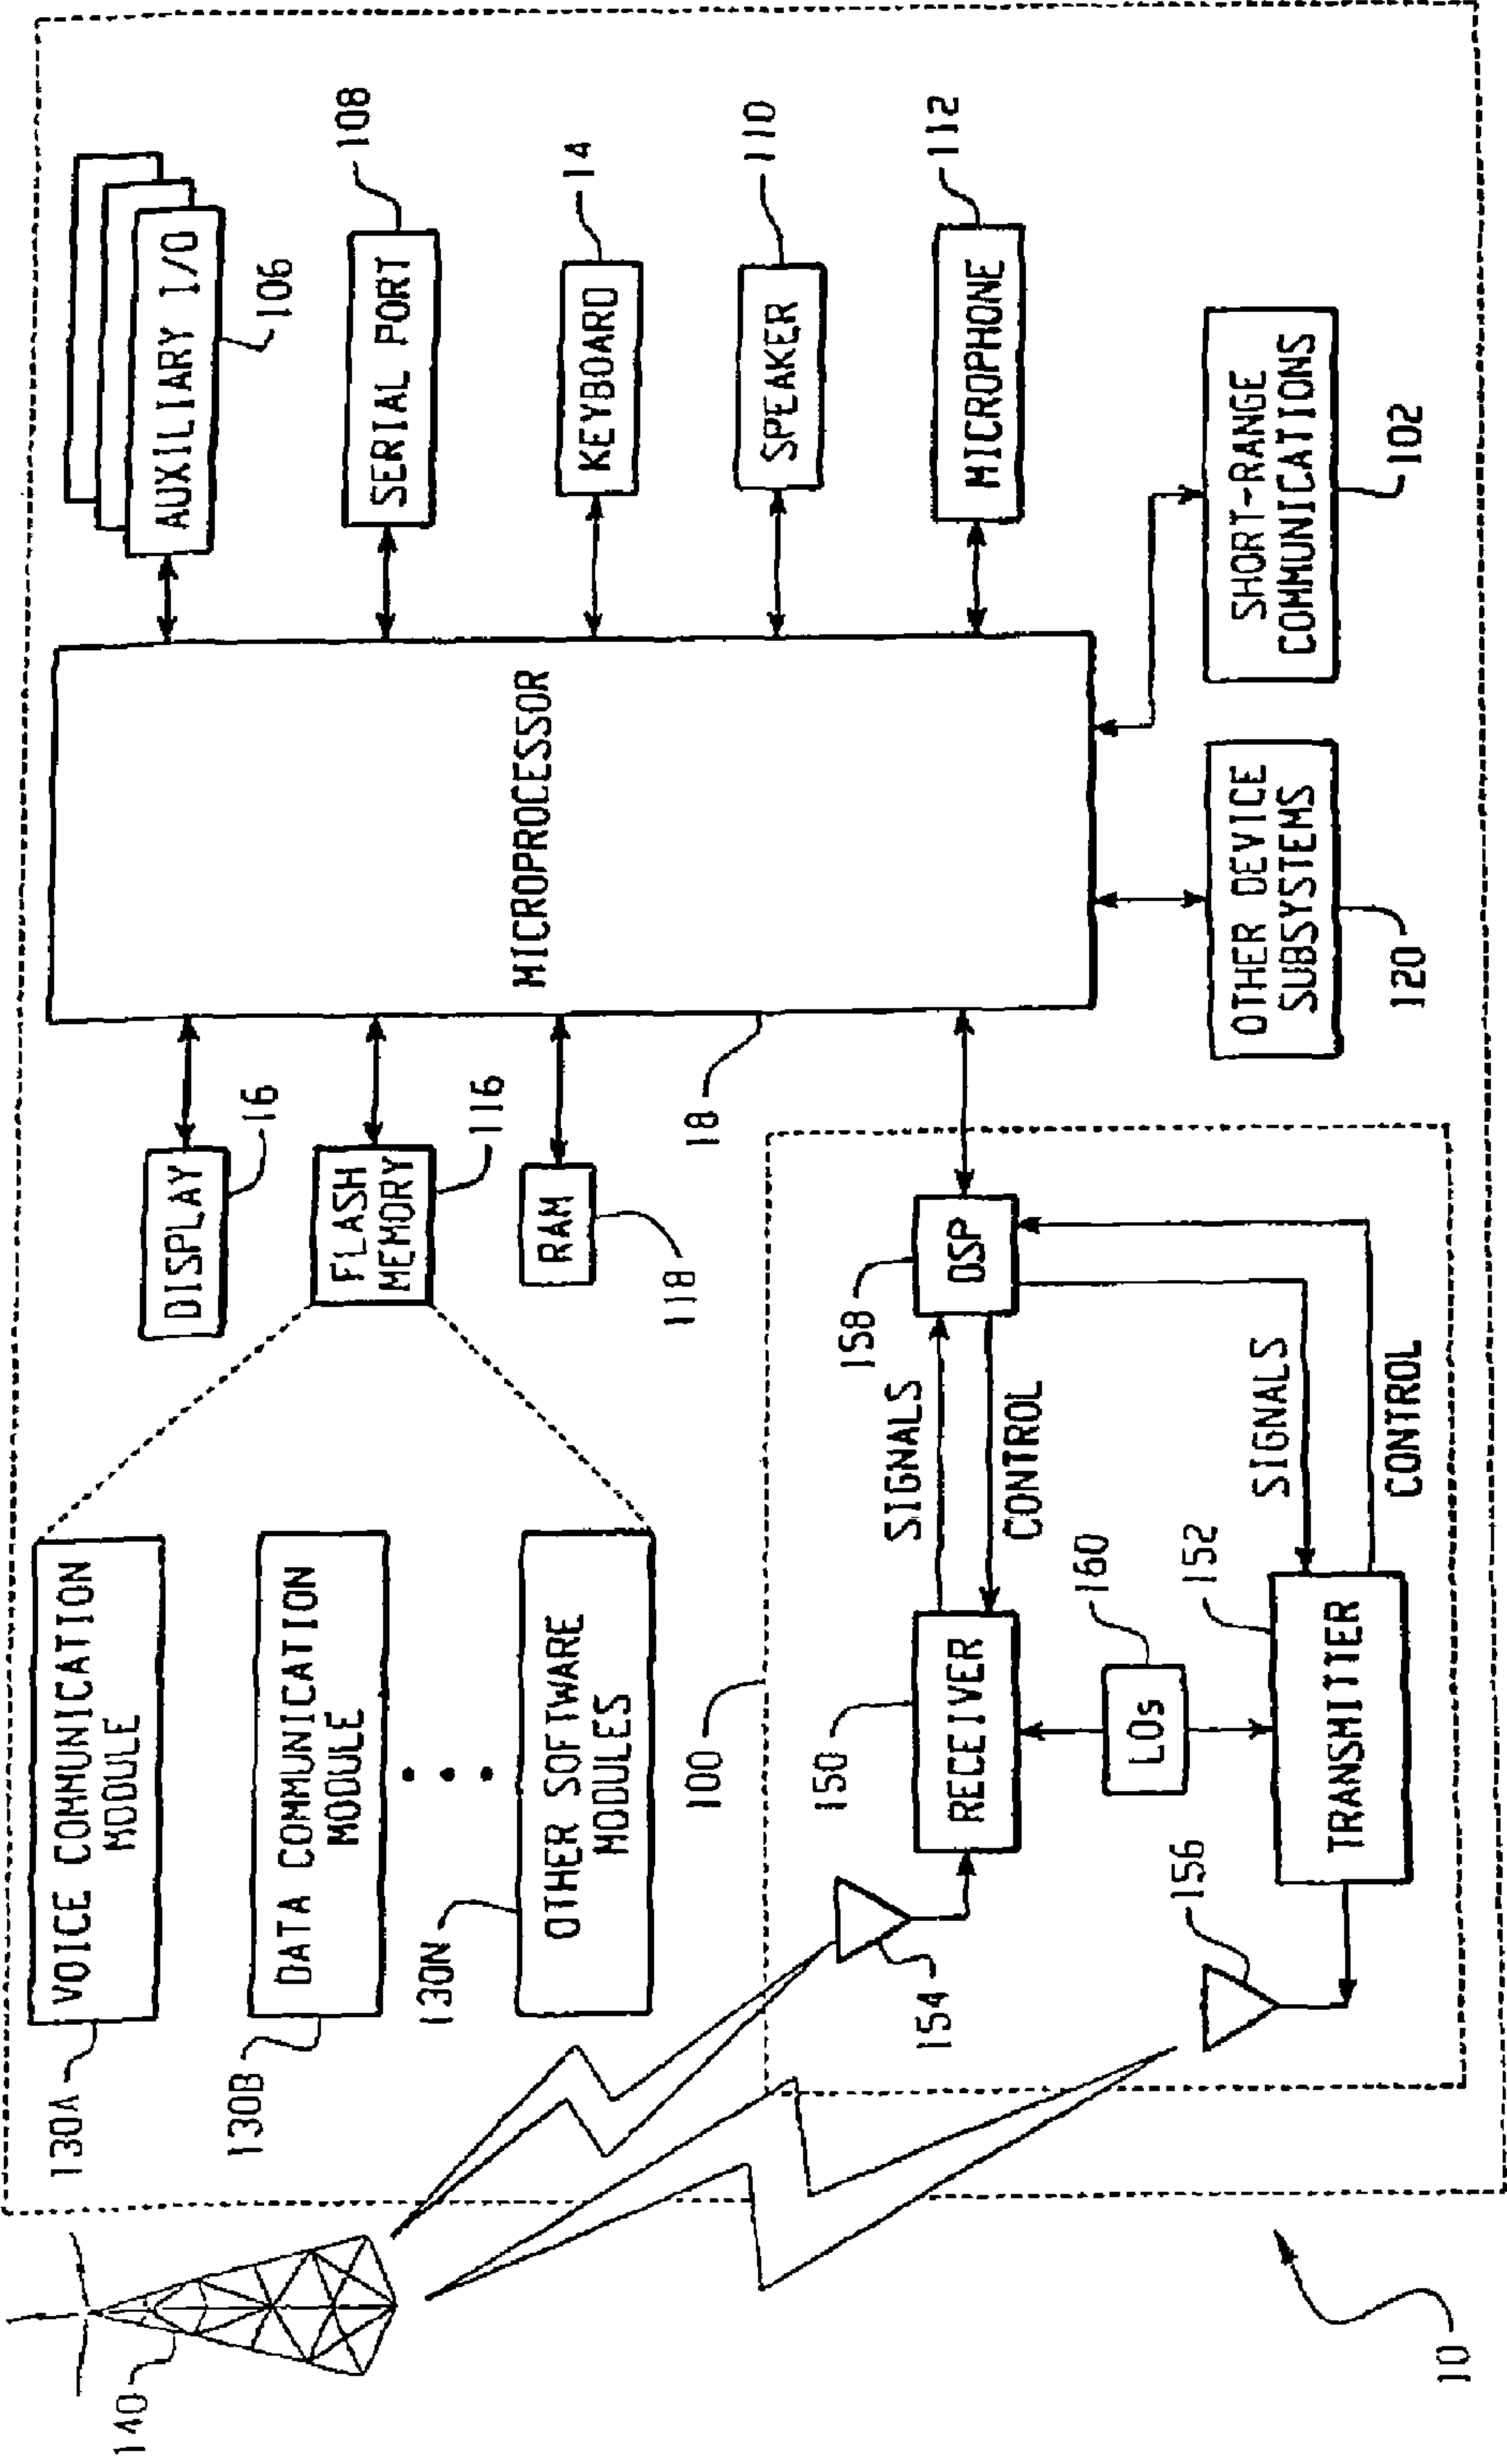 140
130A
VOICE COMMUNICATION
MODULE
130B
DATA COMMUNICATION
MODULE
130N
OTHER SOFTWARE
MODULES
DISPLAY
16
FLASH
MEMORY
116
RAM
118
18
MICROPROCESSOR
AUXILIARY I/O
106
SERIAL PORT
108
KEYBOARD
14
SPEAKER
110
MICROPHONE
112
SHORT-RANGE
COMMUNICATIONS
102
OTHER DEVICE
SUBSYSTEMS
120
100
158
DSP
SIGNALS
CONTROL
150
RECEIVER
154
160
LOs
152
TRANSMITTER
156
SIGNALS
CONTROL
10